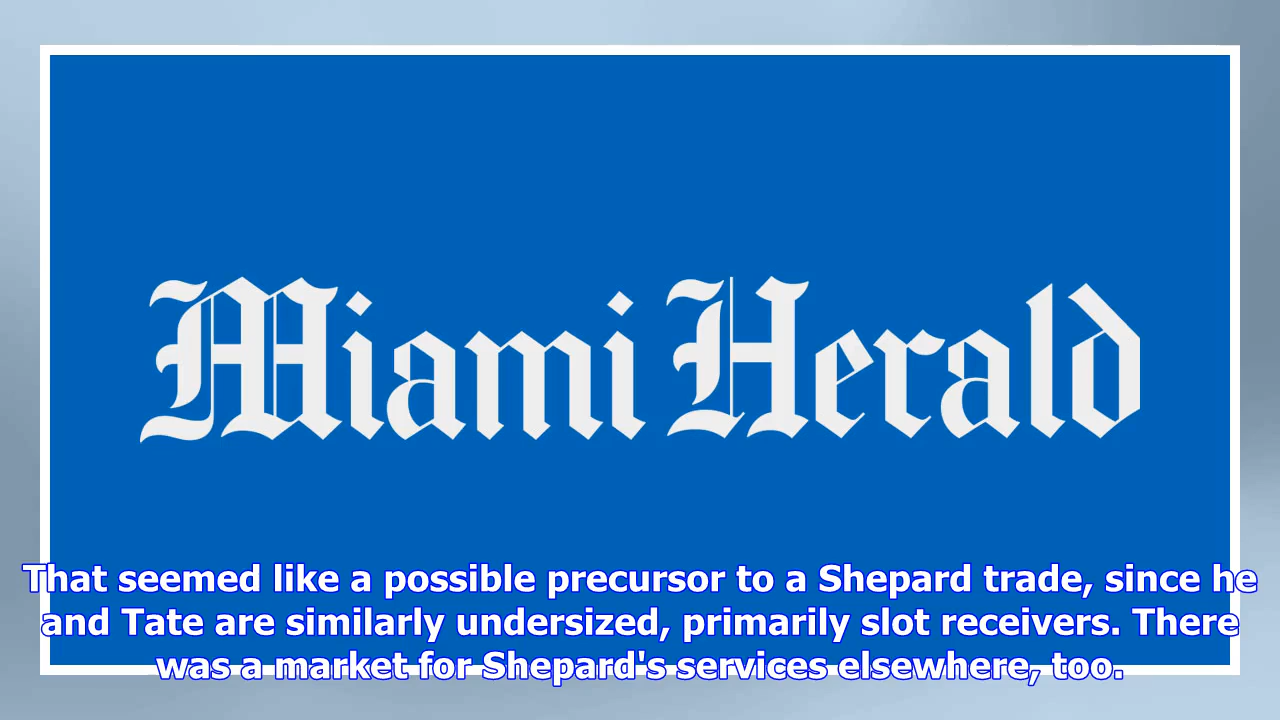 Miami Herald
That seemed like a possible precursor to a Shepard trade, since he
and Tate are similarly undersized, primarily slot receivers. There
was a market for Shepard's services elsewhere, too.